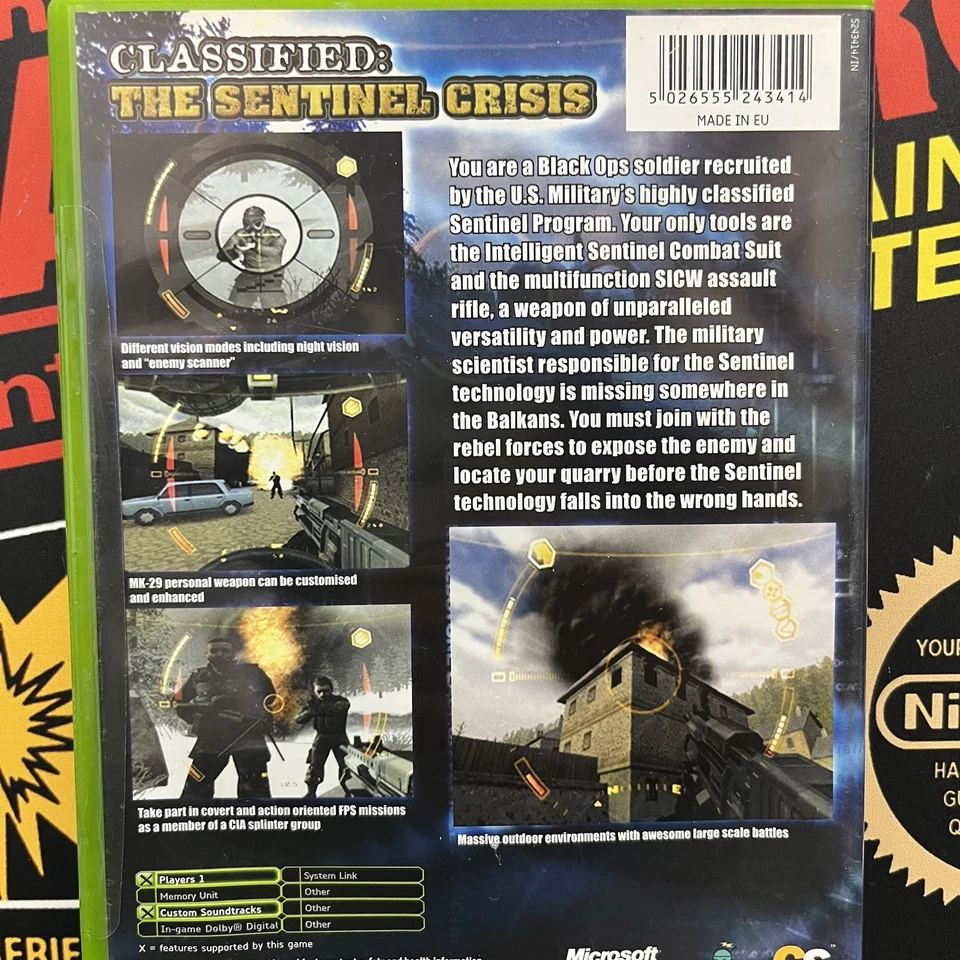 CLASSIFIED:
THE SENTINEL CRISIS
5 026555 243414
MADE IN EU
5243414/IN
You are a Black Ops soldier recruited
by the U.S. Military's highly classified
Sentinel Program. Your only tools are
the Intelligent Sentinel Combat Suit
and the multifunction SICW assault
rifle, a weapon of unparalleled
versatility and power. The military
scientist responsible for the Sentinel
technology is missing somewhere in
the Balkans. You must join with the
rebel forces to expose the enemy and
locate your quarry before the Sentinel
technology falls into the wrong hands.
Different vision modes including night vision
and “enemy scanner”
MK-29 personal weapon can be customised
and enhanced
Take part in covert and action oriented FPS missions
as a member of a CIA splinter group
Massive outdoor environments with awesome large scale battles
X Players 1
Memory Unit
X Custom Soundtracks
In-game Dolby® Digital
System Link
Other
Other
Other
X = features supported by this game
Microsoft
YOUR
Ni
HA